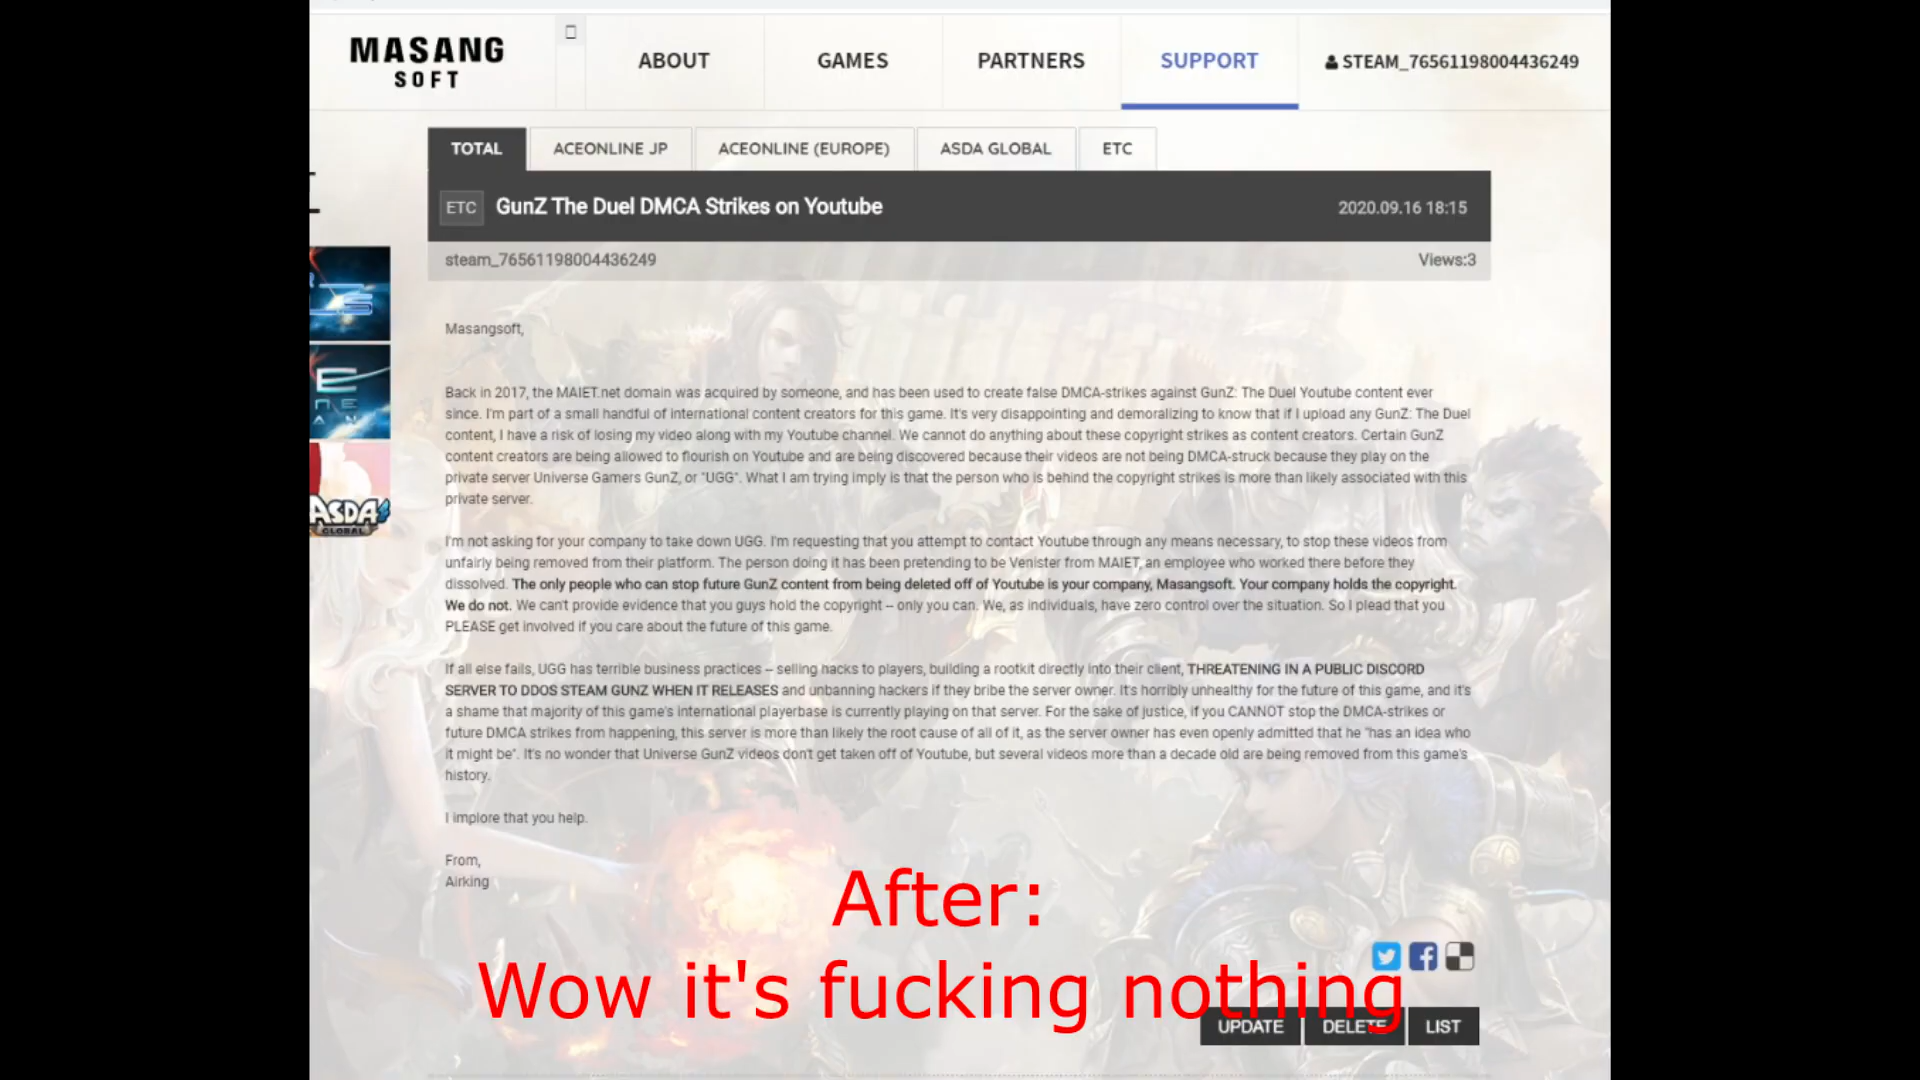 MASANG
SOFT
ABOUT
GAMES
PARTNERS
SUPPORT
STEAM_76561198004436249
TOTAL
ACEONLINE JP
ACEONLINE (EUROPE)
ASDA GLOBAL
ETC
ETC
GunZ The Duel DMCA Strikes on Youtube
2020.09.16 18:15
steam_76561198004436249
Views:3
Masangsoft,
Back in 2017, the MAIET.net domain was acquired by someone, and has been used to create false DMCA-strikes against GunZ: The Duel Youtube content ever
since. I'm part of a small handful of international content creators for this game. It's very disappointing and demoralizing to know that if I upload any GunZ: The Duel
content, I have a risk of losing my video along with my Youtube channel. We cannot do anything about these copyright strikes as content creators. Certain GunZ
content creators are being allowed to flourish on Youtube and are being discovered because their videos are not being DMCA-struck because they play on the
private server Universe Gamers GunZ, or "UGG". What I am trying imply is that the person who is behind the copyright strikes is more than likely associated with this
private server.
I'm not asking for your company to take down UGG. I'm requesting that you attempt to contact Youtube through any means necessary, to stop these videos from
unfairly being removed from their platform. The person doing it has been pretending to be Venister from MAIET, an employee who worked there before they
dissolved. The only people who can stop future GunZ content from being deleted off of Youtube is your company, Masangsoft. Your company holds the copyright.
We do not. We can't provide evidence that you guys hold the copyright -- only you can. We, as individuals, have zero control over the situation. So I plead that you
PLEASE get involved if you care about the future of this game.
If all else fails, UGG has terrible business practices -- selling hacks to players, building a rootkit directly into their client, THREATENING IN A PUBLIC DISCORD
SERVER TO DDOS STEAM GUNZ WHEN IT RELEASES and unbanning hackers if they bribe the server owner. It's horribly unhealthy for the future of this game, and it's
a shame that majority of this game's international playerbase is currently playing on that server. For the sake of justice, if you CANNOT stop the DMCA-strikes or
future DMCA strikes from happening, this server is more than likely the root cause of all of it, as the server owner has even openly admitted that he "has an idea who
it might be". It's no wonder that Universe GunZ videos don't get taken off of Youtube, but several videos more than a decade old are being removed from this game's
history.
I implore that you help.
From,
Airking
After:
Wow it's fucking nothing
UPDATE
DELETE
LIST
ASDA
GLOBAL